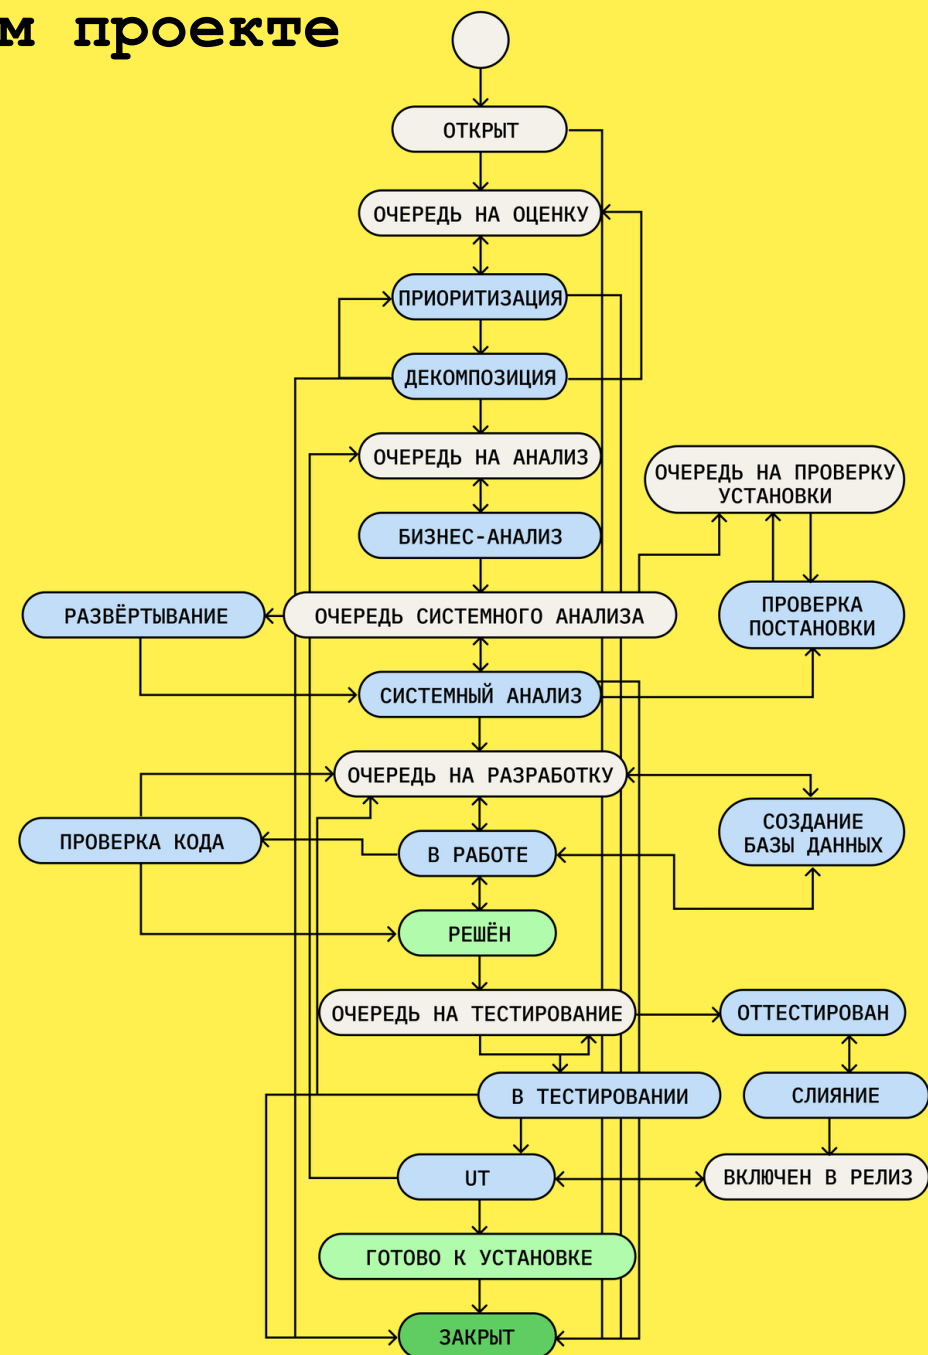 м проекте
ОТКРЫТ
ОЧЕРЕДЬ НА ОЦЕНКУ
ПРИОРИТИЗАЦИЯ
ДЕКОМПОЗИЦИЯ
ОЧЕРЕДЬ НА АНАЛИЗ
ОЧЕРЕДЬ НА ПРОВЕРКУ
УСТАНОВКИ
БИЗНЕС-АНАЛИЗ
РАЗВЁРТЫВАНИЕ
ОЧЕРЕДЬ СИСТЕМНОГО АНАЛИЗА
ПРОВЕРКА
ПОСТАНОВКИ
СИСТЕМНЫЙ АНАЛИЗ
ОЧЕРЕДЬ НА РАЗРАБОТКУ
ПРОВЕРКА КОДА
В РАБОТЕ
СОЗДАНИЕ
БАЗЫ ДАННЫХ
РЕШЁН
ОЧЕРЕДЬ НА ТЕСТИРОВАНИЕ
ОТТЕСТИРОВАН
В ТЕСТИРОВАНИИ
СЛИЯНИЕ
UT
ВКЛЮЧЕН В РЕЛИЗ
ГОТОВО К УСТАНОВКЕ
ЗАКРЫТ